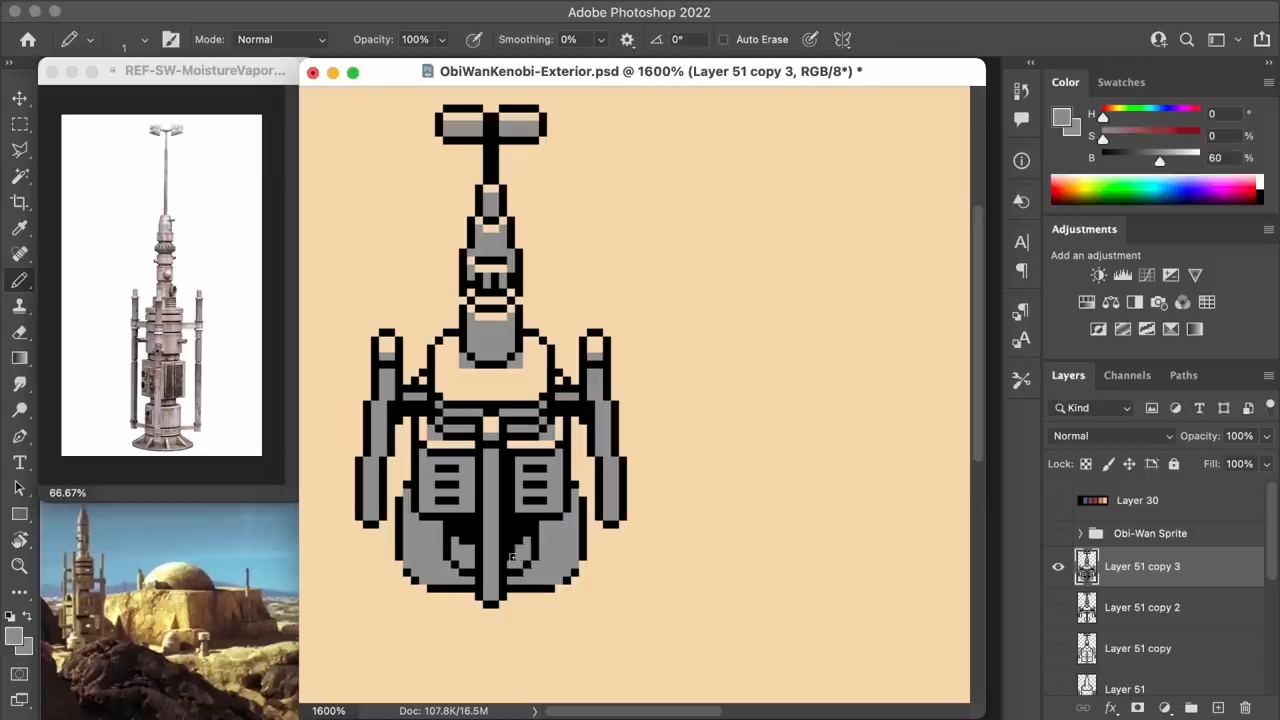 Adobe Photoshop 2022
1
Mode: Normal
Opacity: 100%
Smoothing: 0%
0°
Auto Erase
REF-SW-MoistureVapor...
ObiWanKenobi-Exterior.psd @ 1600% (Layer 51 copy 3, RGB/8*) *
66.67%
1600%
Doc: 107.8K/16.5M
Color
Swatches
H
0
°
S
0
%
B
60
%
Adjustments
Add an adjustment
Layers
Channels
Paths
Kind
Normal
Opacity: 100%
Lock:
Fill: 100%
Layer 30
Obi-Wan Sprite
Layer 51 copy 3
Layer 51 copy 2
Layer 51 copy
Layer 51
fx